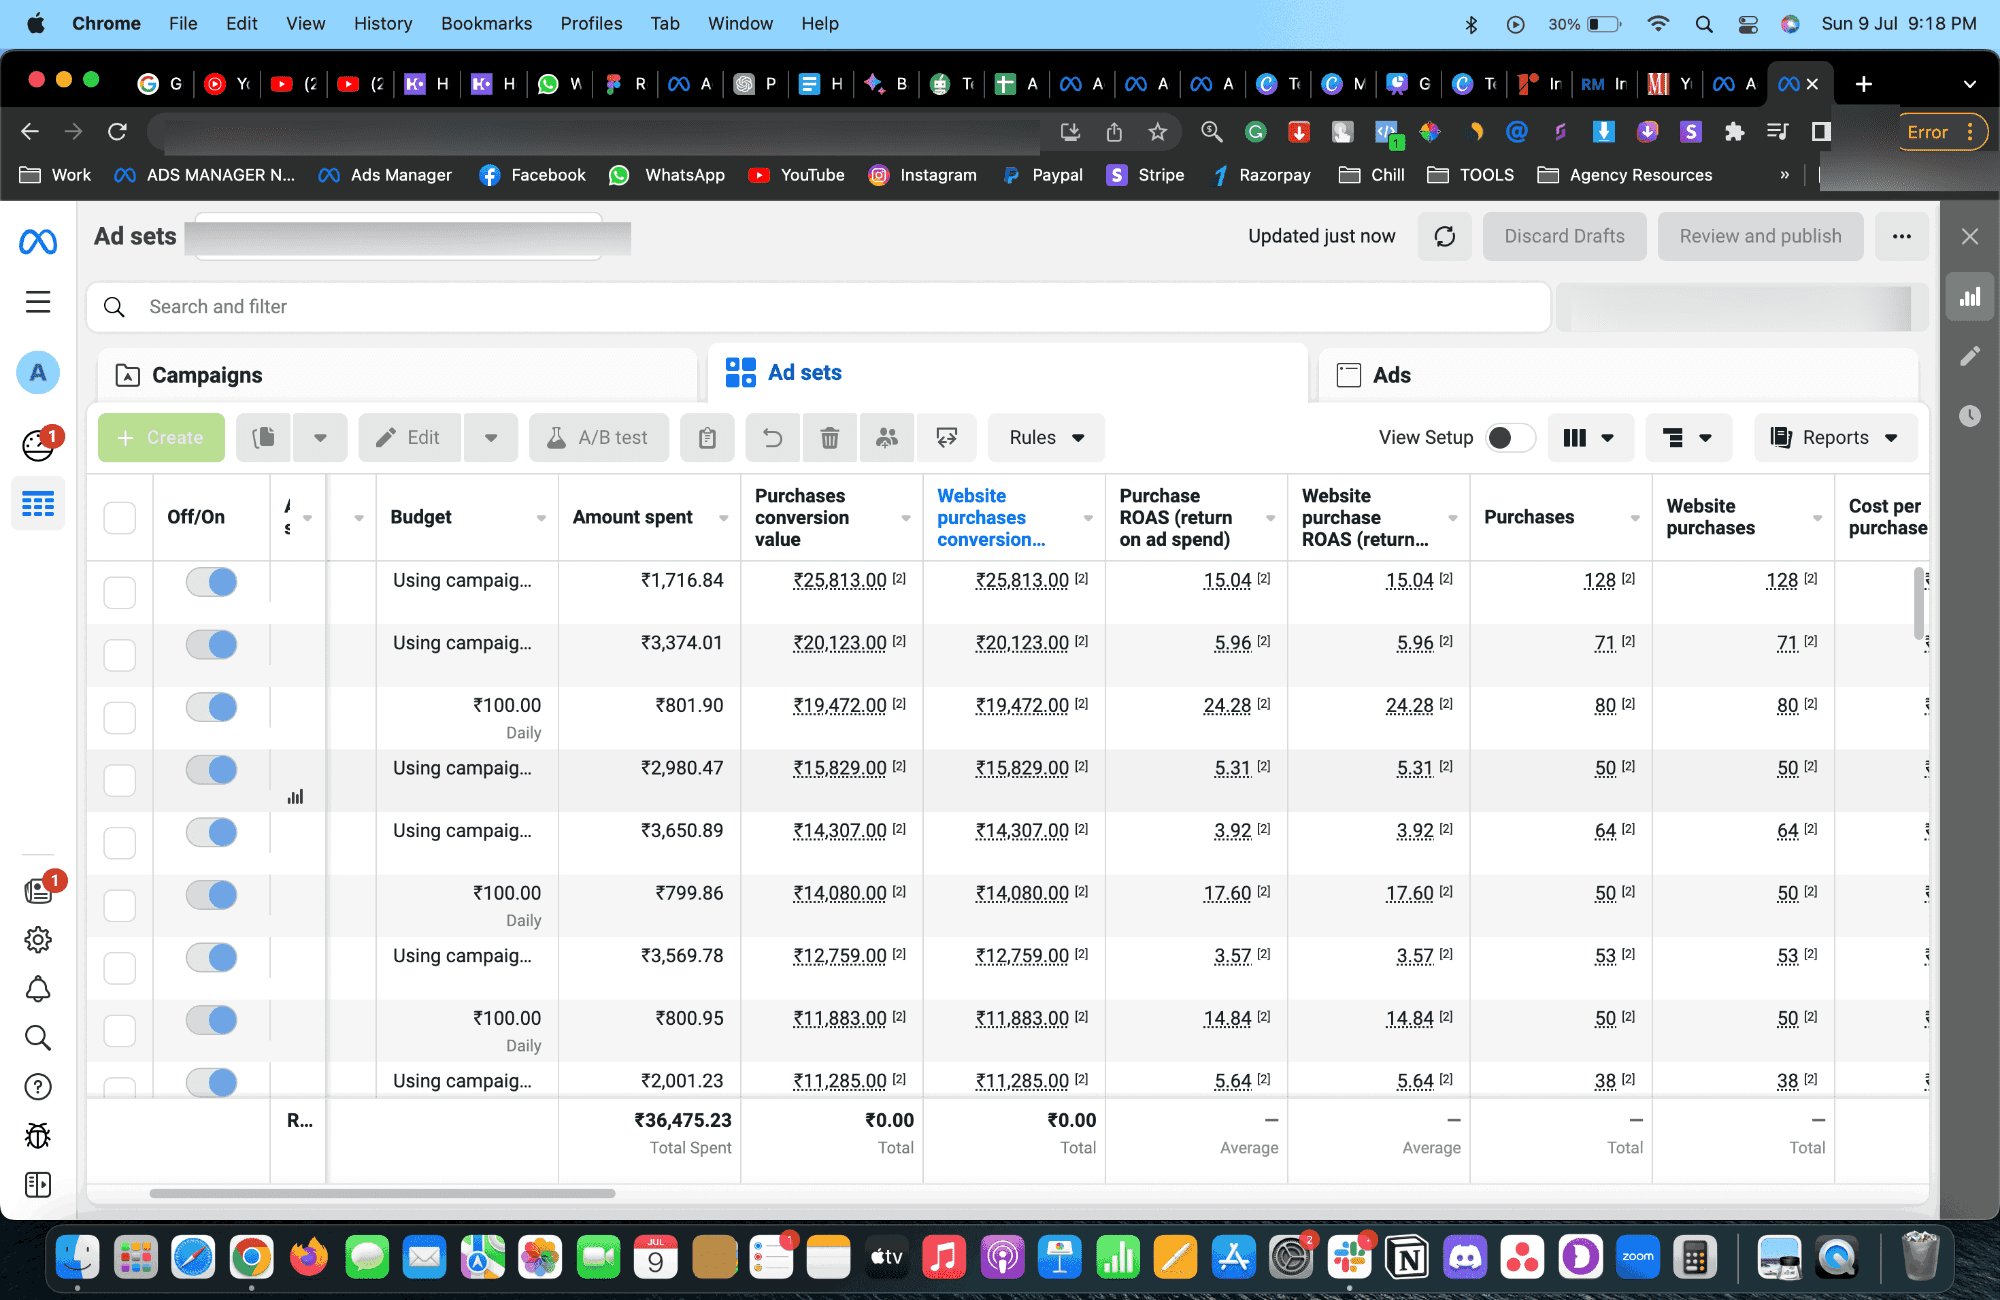 Chrome File Edit View History Bookmarks Profiles Tab Window Help 30% Sun 9 Jul 9:18 PM
G Yo (2 (2 H H W R A P H B Te A A A A Te M G Te In RM In M Y A
1 Error
Work ADS MANAGER N... Ads Manager Facebook WhatsApp YouTube Instagram Paypal Stripe Razorpay Chill TOOLS Agency Resources »
Ad sets Updated just now Discard Drafts Review and publish ...
Search and filter
Campaigns Ad sets Ads
A
+ Create Edit A/B test Rules View Setup Reports
1
Off/On Budget Amount spent Purchases conversion value Website purchases conversion... Purchase ROAS (return on ad spend) Website purchase ROAS (return... Purchases Website purchases Cost per purchase
Using campaig... ₹1,716.84 ₹25,813.00 [2] ₹25,813.00 [2] 15.04 [2] 15.04 [2] 128 [2] 128 [2]
Using campaig... ₹3,374.01 ₹20,123.00 [2] ₹20,123.00 [2] 5.96 [2] 5.96 [2] 71 [2] 71 [2]
₹100.00 ₹801.90 ₹19,472.00 [2] ₹19,472.00 [2] 24.28 [2] 24.28 [2] 80 [2] 80 [2]
Daily
Using campaig... ₹2,980.47 ₹15,829.00 [2] ₹15,829.00 [2] 5.31 [2] 5.31 [2] 50 [2] 50 [2]
Using campaig... ₹3,650.89 ₹14,307.00 [2] ₹14,307.00 [2] 3.92 [2] 3.92 [2] 64 [2] 64 [2]
₹100.00 ₹799.86 ₹14,080.00 [2] ₹14,080.00 [2] 17.60 [2] 17.60 [2] 50 [2] 50 [2]
Daily
1
Using campaig... ₹3,569.78 ₹12,759.00 [2] ₹12,759.00 [2] 3.57 [2] 3.57 [2] 53 [2] 53 [2]
₹100.00 ₹800.95 ₹11,883.00 [2] ₹11,883.00 [2] 14.84 [2] 14.84 [2] 50 [2] 50 [2]
Daily
Using campaig... ₹2,001.23 ₹11,285.00 [2] ₹11,285.00 [2] 5.64 [2] 5.64 [2] 38 [2] 38 [2]
R... ₹36,475.23 ₹0.00 ₹0.00 — — — —
Total Spent Total Total Average Average Total Total
JUL 9 1 tv 2 zoom